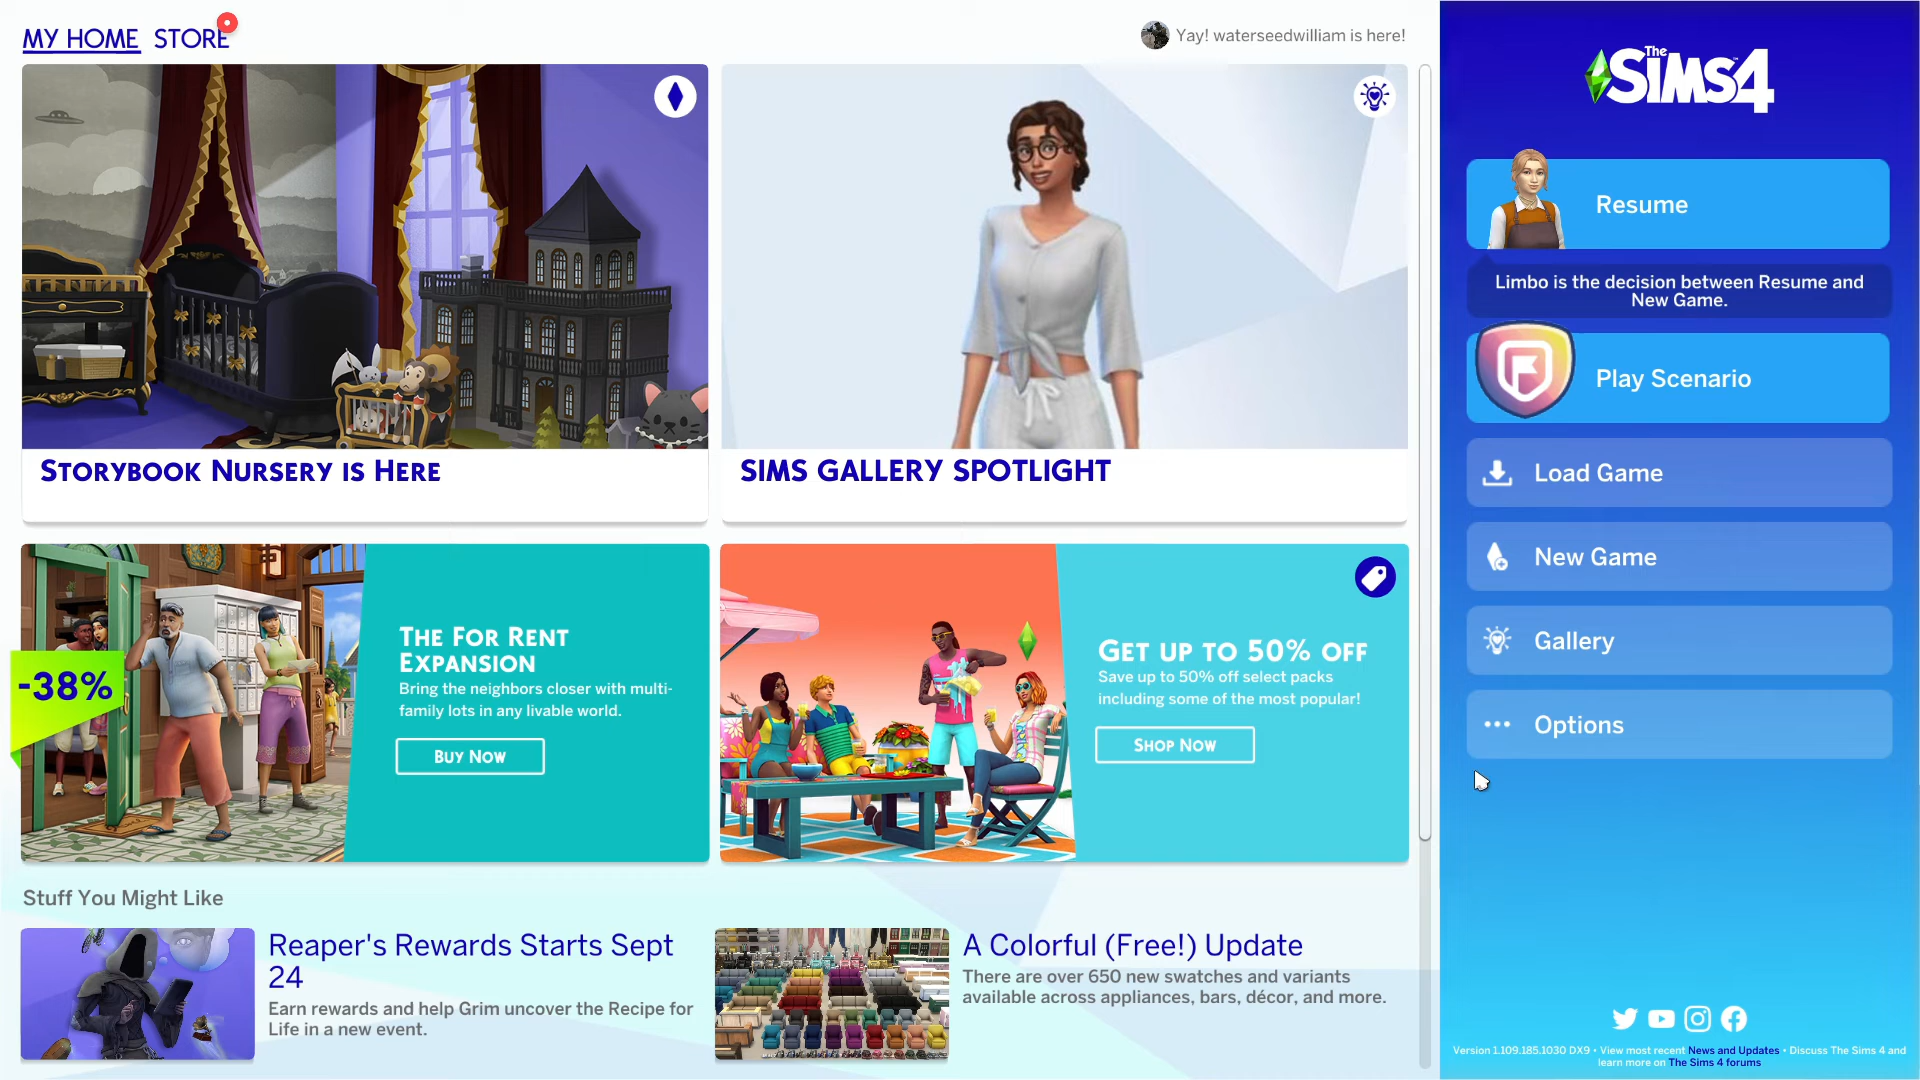 MY HOME STORE
Yay! waterseedwilliam is here!
STORYBOOK NURSERY IS HERE
SIMS GALLERY SPOTLIGHT
-38%
THE FOR RENT
EXPANSION
Bring the neighbors closer with multi-
family lots in any livable world.
BUY NOW
GET UP TO 50% OFF
Save up to 50% off select packs
including some of the most popular!
SHOP NOW
Stuff You Might Like
Reaper's Rewards Starts Sept
24
Earn rewards and help Grim uncover the Recipe for
Life in a new event.
A Colorful (Free!) Update
There are over 650 new swatches and variants
available across appliances, bars, décor, and more.
The SIMS 4
Resume
Limbo is the decision between Resume and
New Game.
Play Scenario
Load Game
New Game
Gallery
Options
Version 1.109.185.1030 DX9 • View most recent News and Updates • Discuss The Sims 4 and
learn more on The Sims 4 forums